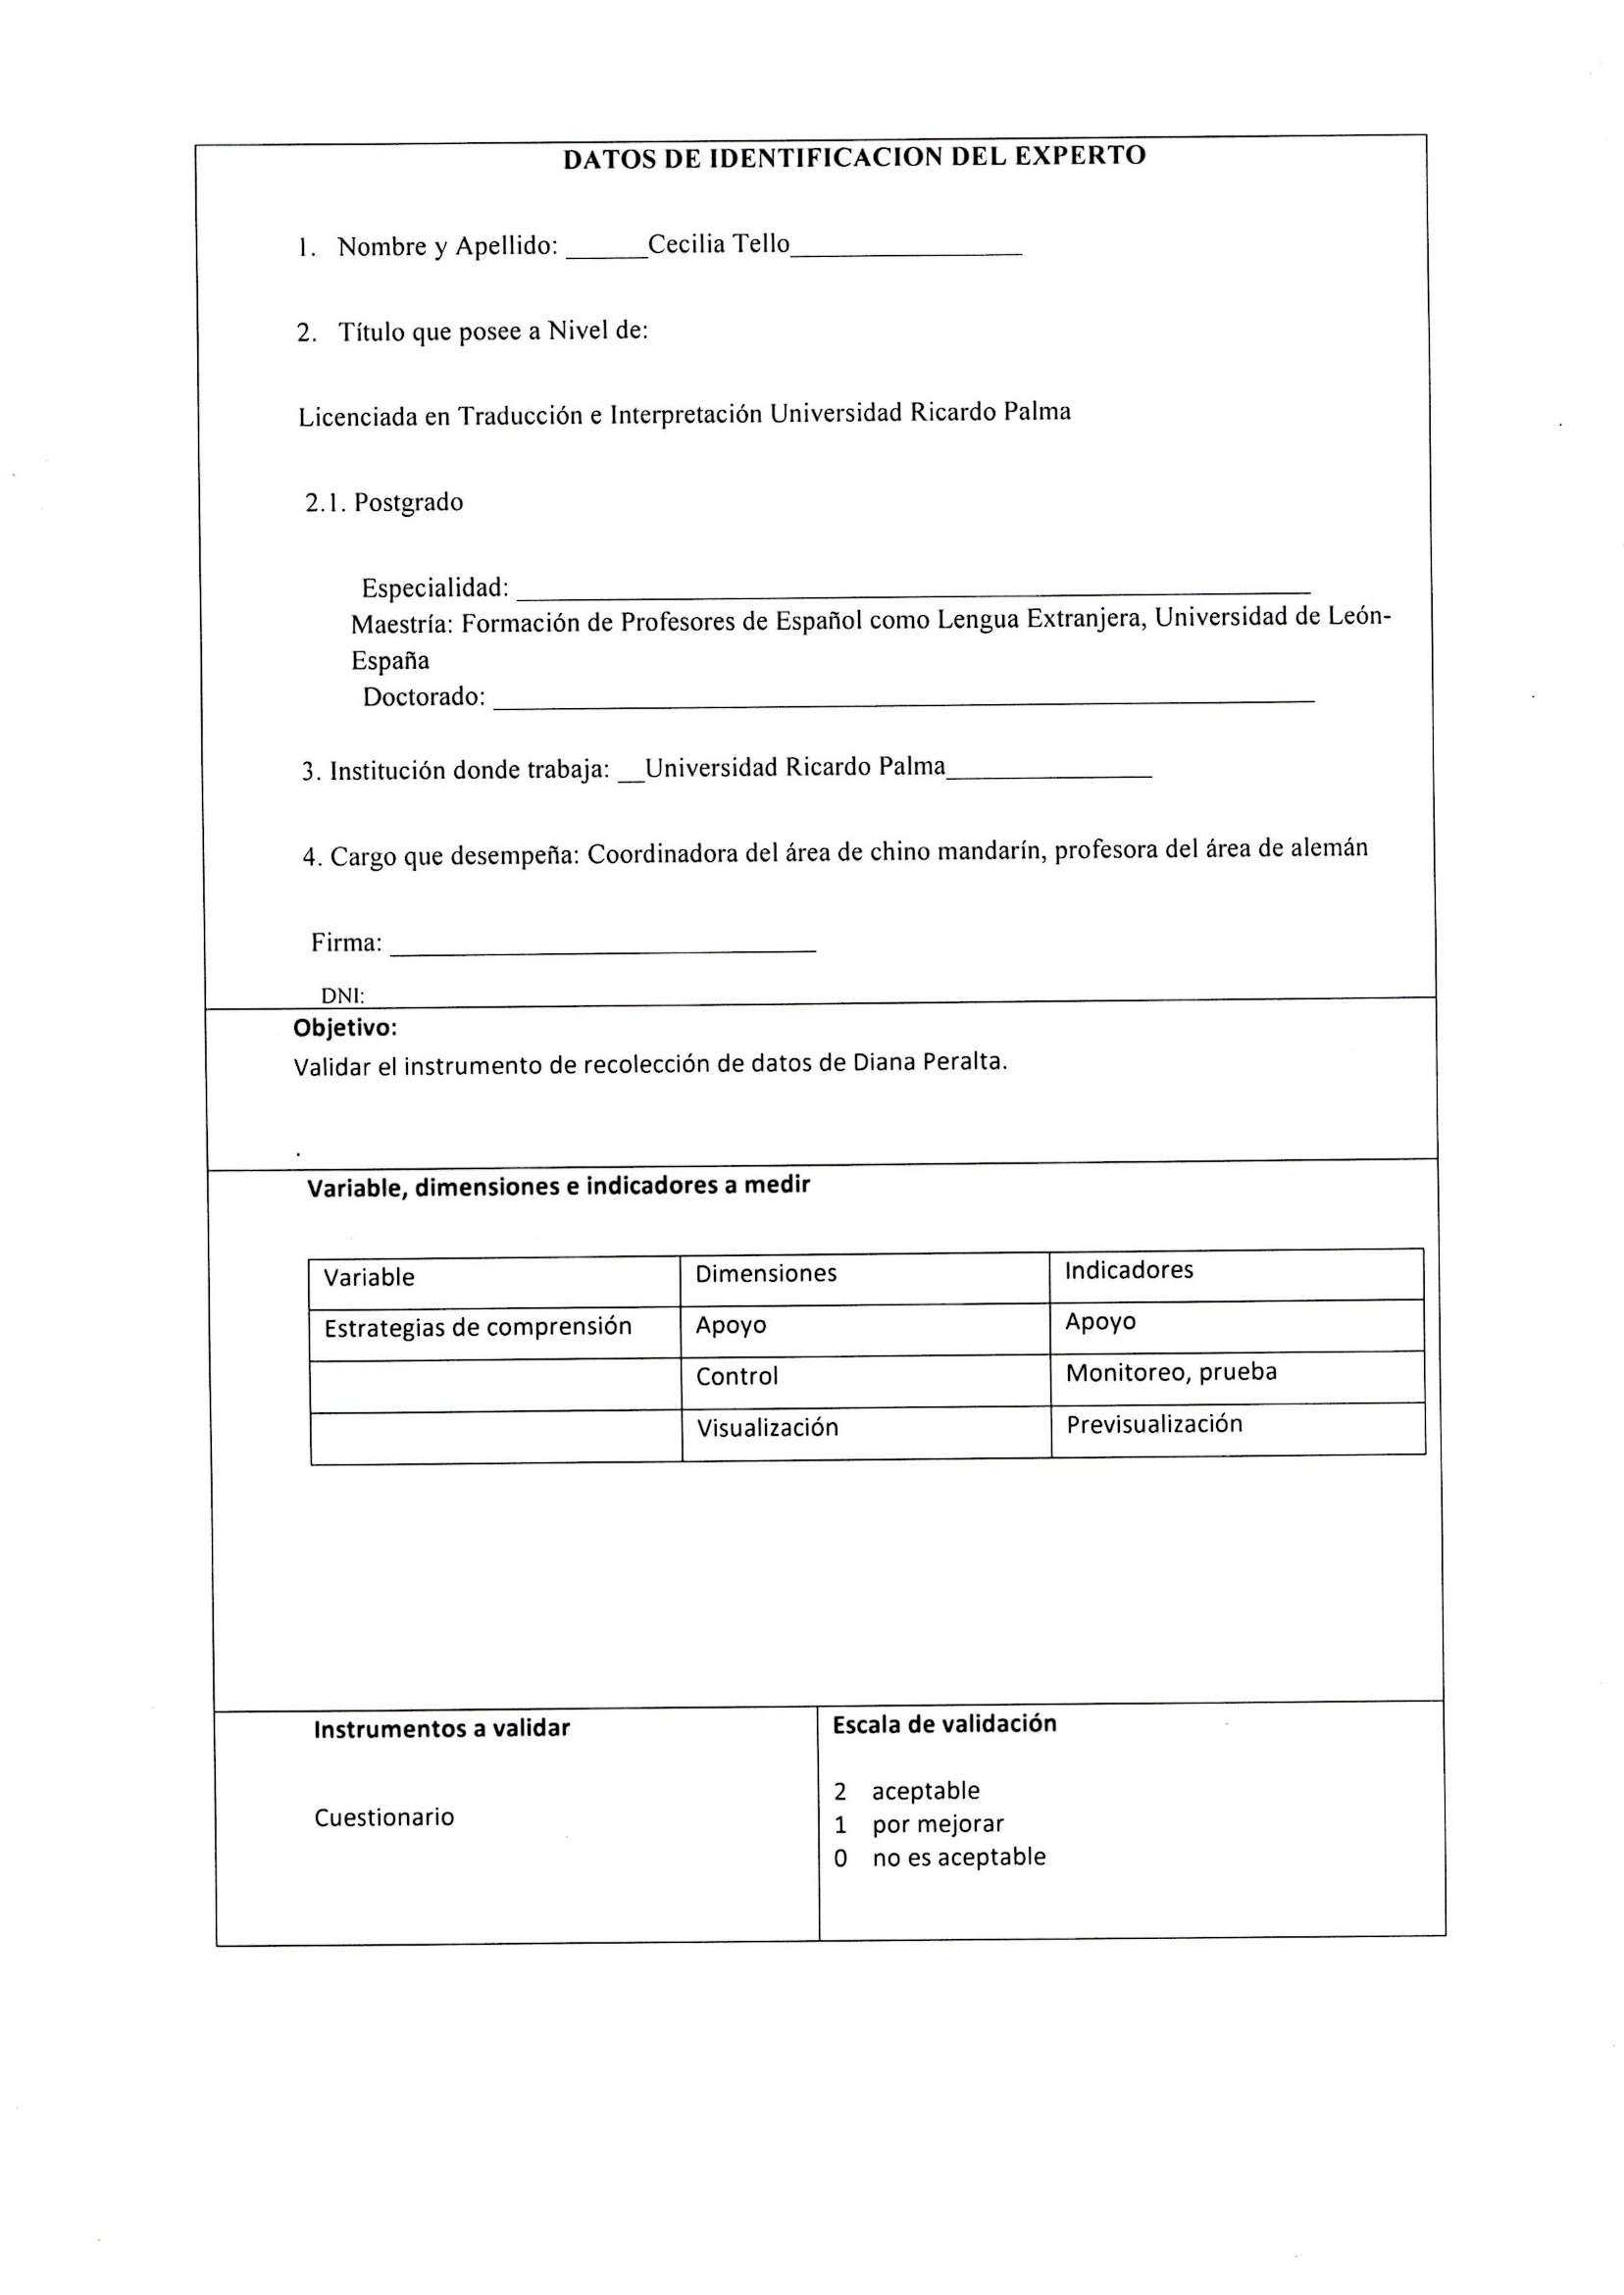 DATOS DE IDENTIFICACION DEL EXPERTO
1. Nombre y Apellido: ______Cecilia Tello_________________
2. Título que posee a Nivel de:
Licenciada en Traducción e Interpretación Universidad Ricardo Palma
2.1. Postgrado
Especialidad: ____________________________________________________________
Maestría: Formación de Profesores de Español como Lengua Extranjera, Universidad de León-
España
Doctorado: ______________________________________________________________
3. Institución donde trabaja: __Universidad Ricardo Palma_______________
4. Cargo que desempeña: Coordinadora del área de chino mandarín, profesora del área de alemán
Firma: ________________________________
DNI:
Objetivo:
Validar el instrumento de recolección de datos de Diana Peralta.
.
Variable, dimensiones e indicadores a medir
Variable Dimensiones Indicadores
Estrategias de comprensión Apoyo Apoyo
Control Monitoreo, prueba
Visualización Previsualización
Instrumentos a validar
Cuestionario
Escala de validación
2 aceptable
1 por mejorar
0 no es aceptable